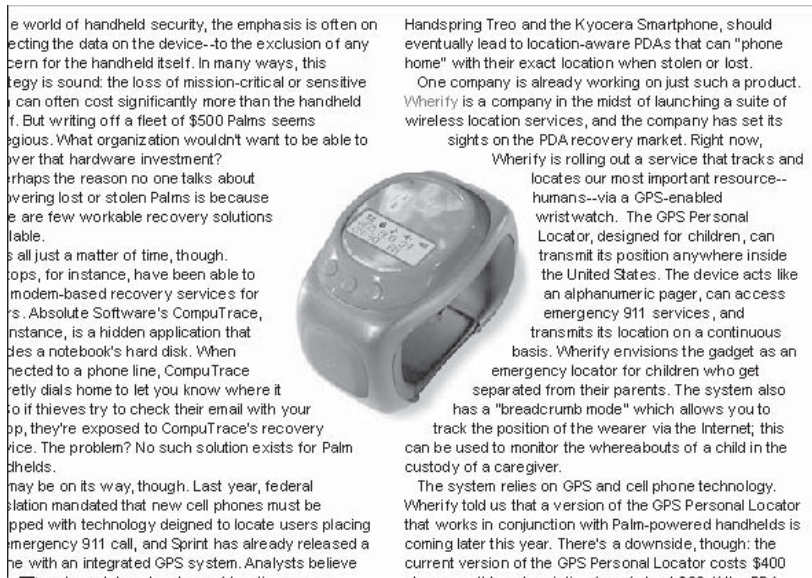 e world of handheld security, the emphasis is often on
ecting the data on the device--to the exclusion of any
cern for the handheld itself. In many ways, this
tegy is sound: the loss of mission-critical or sensitive
can often cost significantly more than the handheld
f. But writing off a fleet of $500 Palms seems
egious. What organization wouldn't want to be able to
over that hardware investment?
erhaps the reason no one talks about
overing lost or stolen Palms is because
e are few workable recovery solutions
lable.
s all just a matter of time, though.
tops, for instance, have been able to
modem-based recovery services for
rs. Absolute Software's CompuTrace,
nstance, is a hidden application that
des a notebook's hard disk. When
nected to a phone line, CompuTrace
retly dials home to let you know where it
So if thieves try to check their email with your
op, they're exposed to CompuTrace's recovery
vice. The problem? No such solution exists for Palm
dhelds.
may be on its way, though. Last year, federal
slation mandated that new cell phones must be
pped with technology deigned to locate users placing
emergency 911 call, and Sprint has already released a
ne with an integrated GPS system. Analysts believe
Handspring Treo and the Kyocera Smartphone, should
eventually lead to location-aware PDAs that can "phone
home" with their exact location when stolen or lost.
One company is already working on just such a product.
Wherify is a company in the midst of launching a suite of
wireless location services, and the company has set its
sights on the PDA recovery market. Right now,
Wherify is rolling out a service that tracks and
locates our most important resource--
humans--via a GPS-enabled
wristwatch. The GPS Personal
Locator, designed for children, can
transmit its position anywhere inside
the United States. The device acts like
an alphanumeric pager, can access
emergency 911 services, and
transmits its location on a continuous
basis. Wherify envisions the gadget as an
emergency locator for children who get
separated from their parents. The system also
has a "breadcrumb mode" which allows you to
track the position of the wearer via the Internet; this
can be used to monitor the whereabouts of a child in the
custody of a caregiver.
The system relies on GPS and cell phone technology.
Wherify told us that a version of the GPS Personal Locator
that works in conjunction with Palm-powered handhelds is
coming later this year. There's a downside, though: the
current version of the GPS Personal Locator costs $400